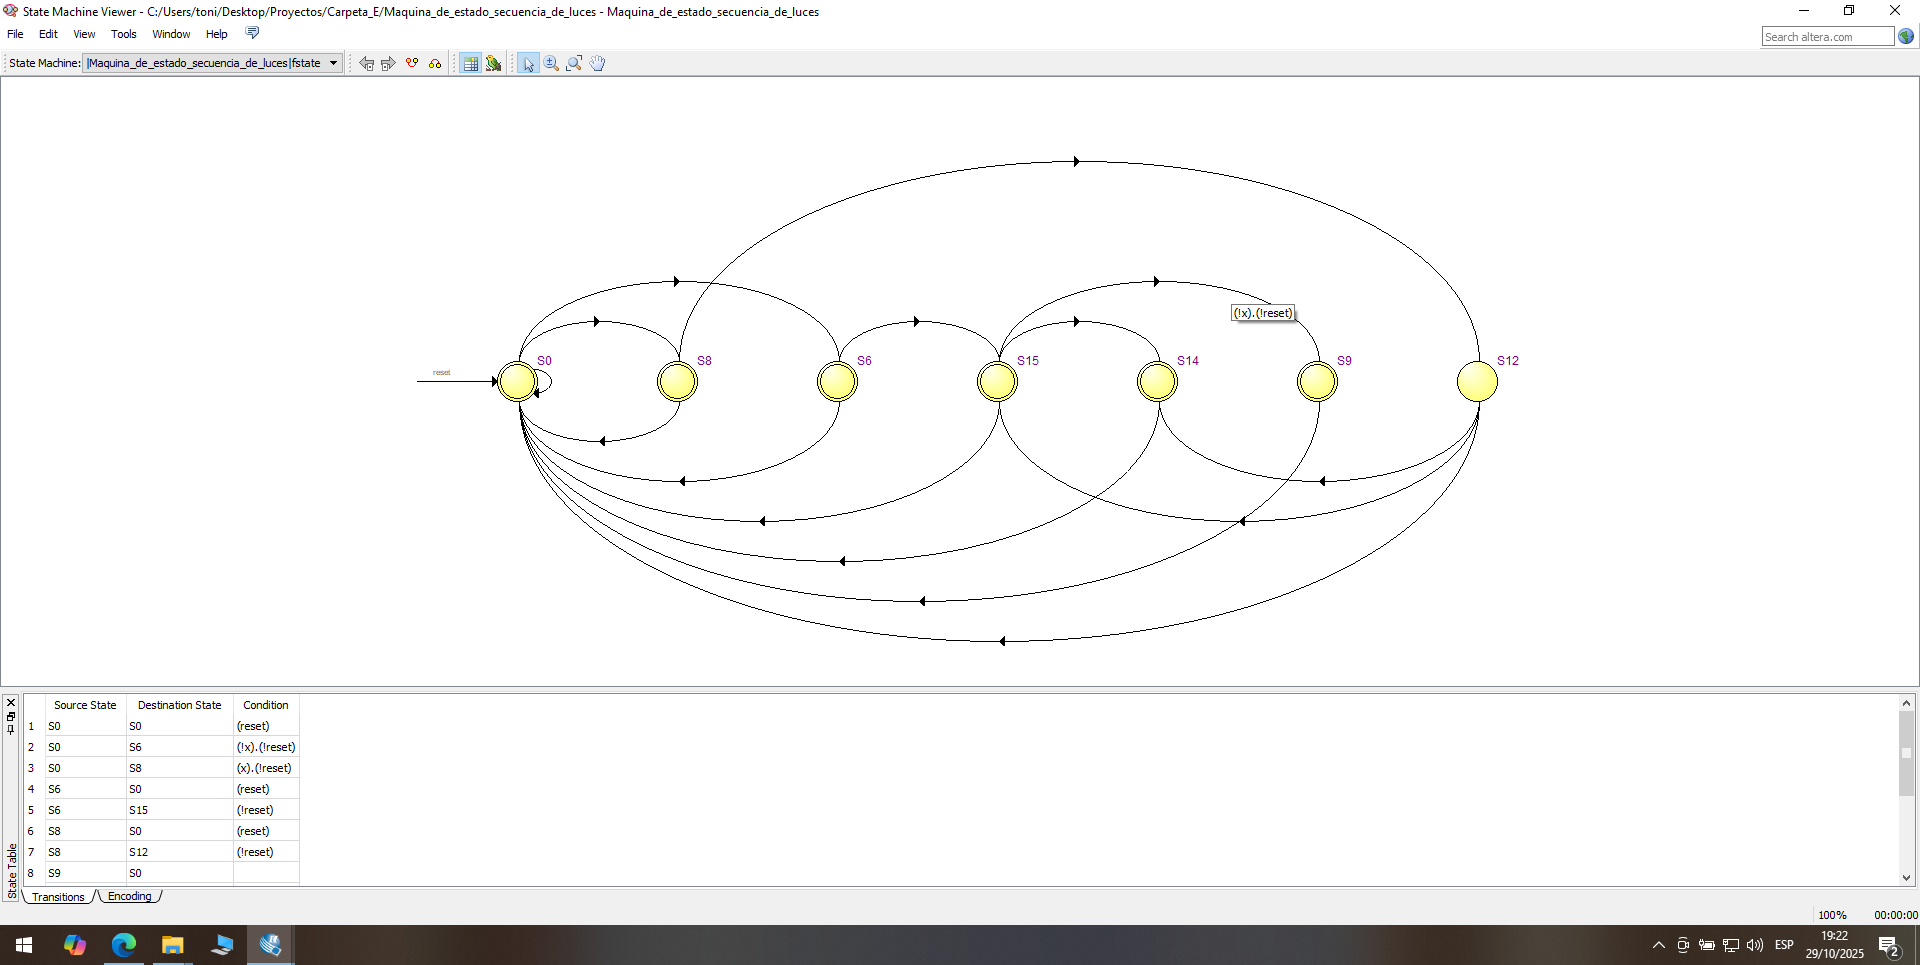 State Machine Viewer - C:/Users/toni/Desktop/Proyectos/Carpeta_E/Maquina_de_estado_secuencia_de_luces - Maquina_de_estado_secuencia_de_luces
File Edit View Tools Window Help
Search altera.com
State Machine: |Maquina_de_estado_secuencia_de_luces|fstate
(!x).(!reset)
reset
S0 S8 S6 S15 S14 S9 S12
Source State Destination State Condition
1 S0 S0 (reset)
2 S0 S6 (!x).(!reset)
3 S0 S8 (x).(!reset)
4 S6 S0 (reset)
5 S6 S15 (!reset)
6 S8 S0 (reset)
7 S8 S12 (!reset)
8 S9 S0
State Table
Transitions Encoding
100% 00:00:00
ESP
19:22
29/10/2025
2